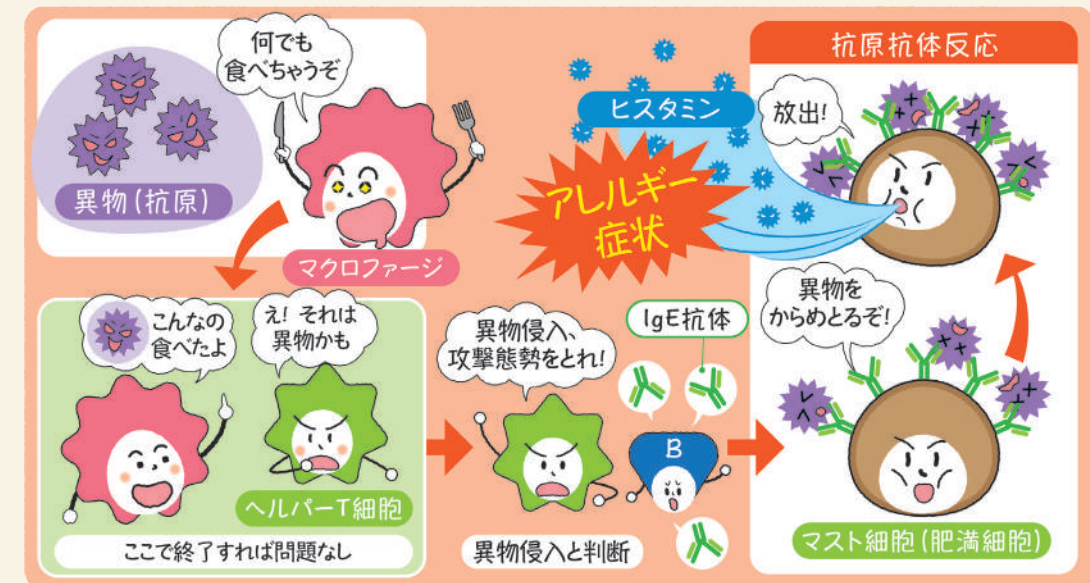 何でも
食べちゃうぞ
異物(抗原)
マクロファージ
こんなの
食べたよ
え! それは
異物かも
ヘルパーT細胞
ここで終了すれば問題なし
異物侵入、
攻撃態勢をとれ!
IgE抗体
B
異物侵入と判断
異物を
からめとるぞ!
マスト細胞(肥満細胞)
抗原抗体反応
放出!
ヒスタミン
アレルギー
症状